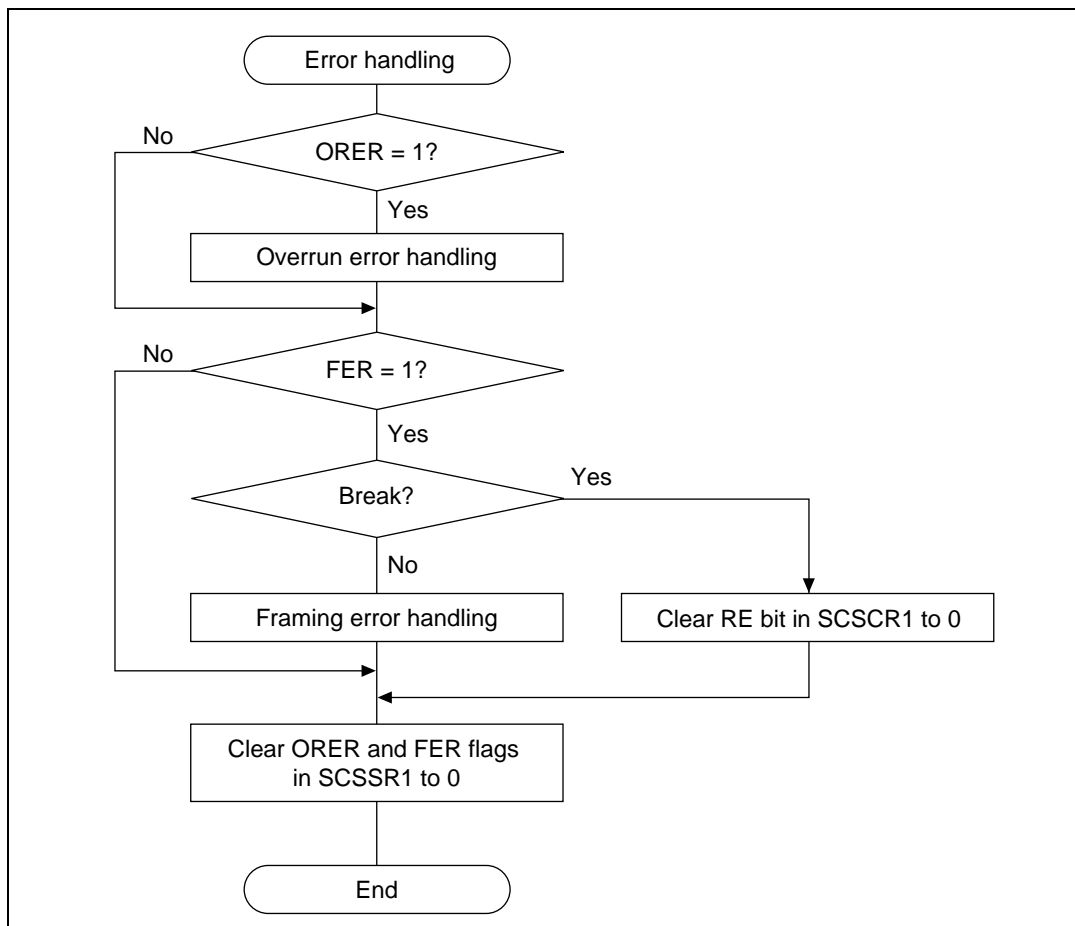 Error handling
No
ORER = 1?
Yes
Overrun error handling
No
FER = 1?
Yes
Break?
Yes
No
Framing error handling
Clear RE bit in SCSCR1 to 0
Clear ORER and FER flags
in SCSSR1 to 0
End